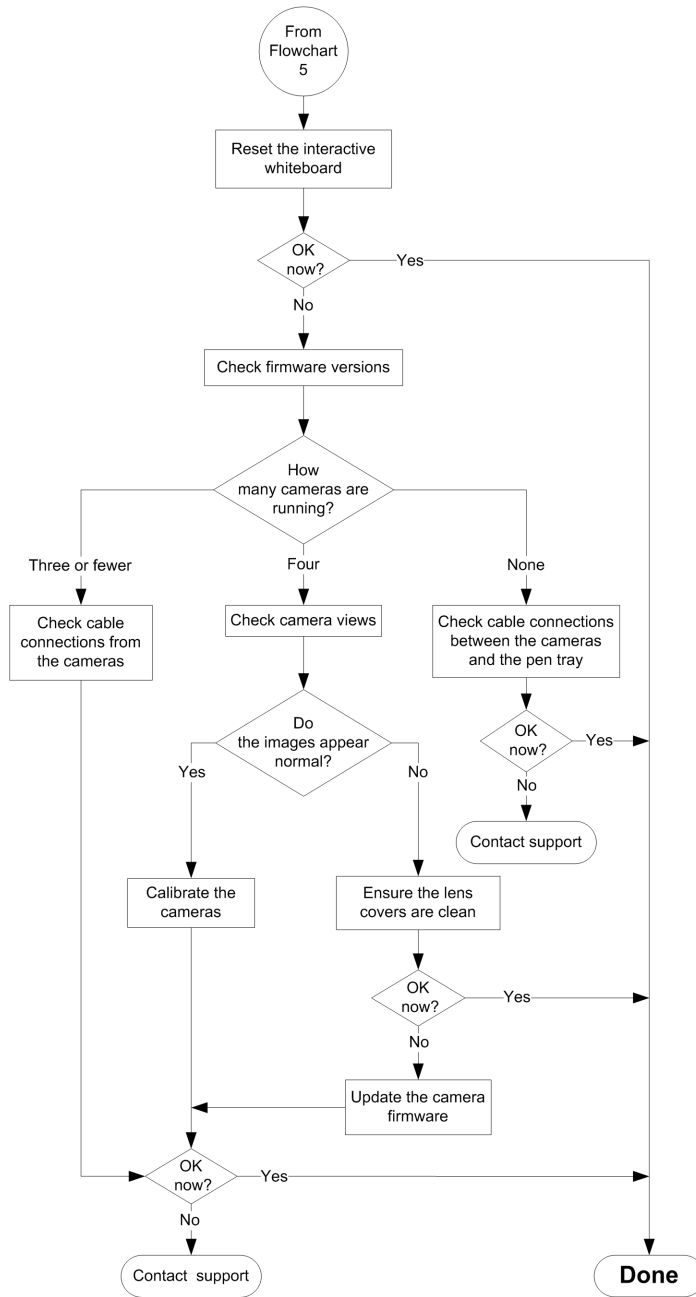 From
Flowchart
5
Reset the interactive
whiteboard
OK
now?
Yes
No
Check firmware versions
How
many cameras are
running?
Three or fewer
Four
None
Check cable
connections from
the cameras
Check camera views
Check cable connections
between the cameras
and the pen tray
Do
the images appear
normal?
Yes
No
OK
now?
Yes
No
Contact support
Calibrate the
cameras
Ensure the lens
covers are clean
OK
now?
Yes
No
Update the camera
firmware
OK
now?
Yes
No
Contact support
Done